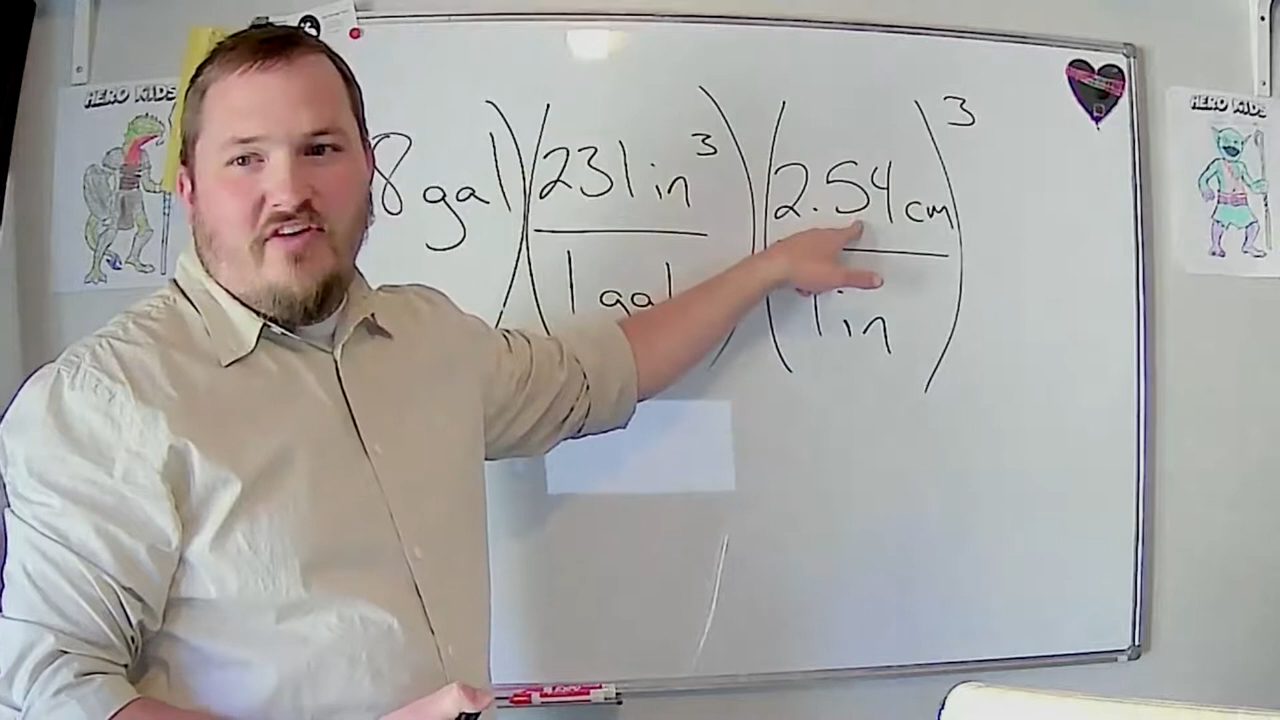 HERO KIDS
HERO KIDS
8 gal) (231 in³ / 1 gal) (2.54 cm / 1 in)³